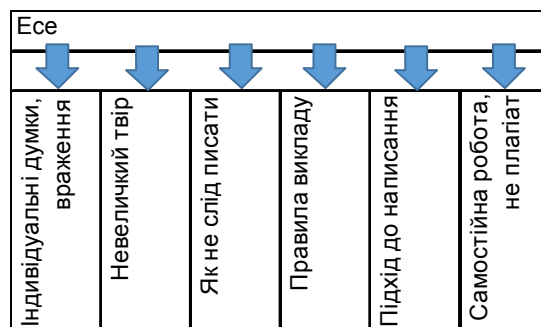 Есе
Індивідуальні думки,
враження
Невеличкий твір
Як не слід писати
Правила викладу
Підхід до написання
Самостійна робота,
не плагіат